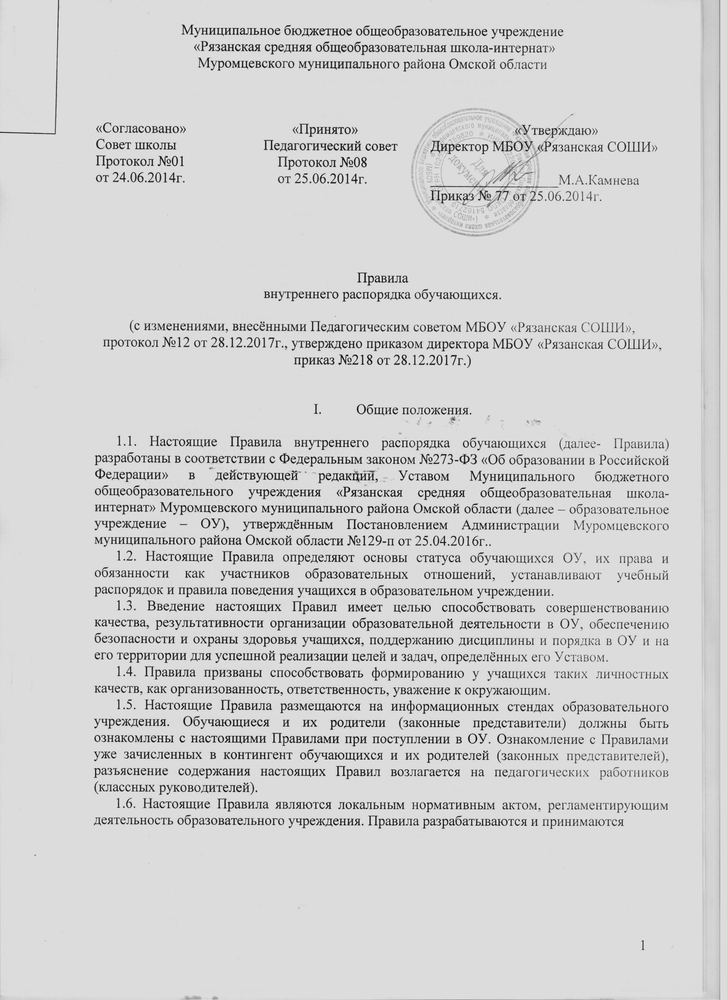 Муниципальное бюджетное общеобразовательное учреждение
«Рязанская средняя общеобразовательная школа-интернат»
Муромцевского муниципального района Омской области
«Согласовано»
Совет школы
Протокол №01
от 24.06.2014г.
«Принято»
Педагогический совет
Протокол №08
от 25.06.2014г.
«Утверждаю»
Директор МБОУ «Рязанская СОШИ»
М.А.Камнева
Приказ № 77 от 25.06.2014г.
Для
документов
Правила
внутреннего распорядка обучающихся.
(с изменениями, внесёнными Педагогическим советом МБОУ «Рязанская СОШИ»,
протокол №12 от 28.12.2017г., утверждено приказом директора МБОУ «Рязанская СОШИ»,
приказ №218 от 28.12.2017г.)
I. Общие положения.
1.1. Настоящие Правила внутреннего распорядка обучающихся (далее- Правила)
разработаны в соответствии с Федеральным законом №273-ФЗ «Об образовании в Российской
Федерации» в действующей редакции, Уставом Муниципального бюджетного
общеобразовательного учреждения «Рязанская средняя общеобразовательная школа-
интернат» Муромцевского муниципального района Омской области (далее – образовательное
учреждение – ОУ), утверждённым Постановлением Администрации Муромцевского
муниципального района Омской области №129-п от 25.04.2016г..
1.2. Настоящие Правила определяют основы статуса обучающихся ОУ, их права и
обязанности как участников образовательных отношений, устанавливают учебный
распорядок и правила поведения учащихся в образовательном учреждении.
1.3. Введение настоящих Правил имеет целью способствовать совершенствованию
качества, результативности организации образовательной деятельности в ОУ, обеспечению
безопасности и охраны здоровья учащихся, поддержанию дисциплины и порядка в ОУ и на
его территории для успешной реализации целей и задач, определённых его Уставом.
1.4. Правила призваны способствовать формированию у учащихся таких личностных
качеств, как организованность, ответственность, уважение к окружающим.
1.5. Настоящие Правила размещаются на информационных стендах образовательного
учреждения. Обучающиеся и их родители (законные представители) должны быть
ознакомлены с настоящими Правилами при поступлении в ОУ. Ознакомление с Правилами
уже зачисленных в контингент обучающихся и их родителей (законных представителей),
разъяснение содержания настоящих Правил возлагается на педагогических работников
(классных руководителей).
1.6. Настоящие Правила являются локальным нормативным актом, регламентирующим
деятельность образовательного учреждения. Правила разрабатываются и принимаются
1